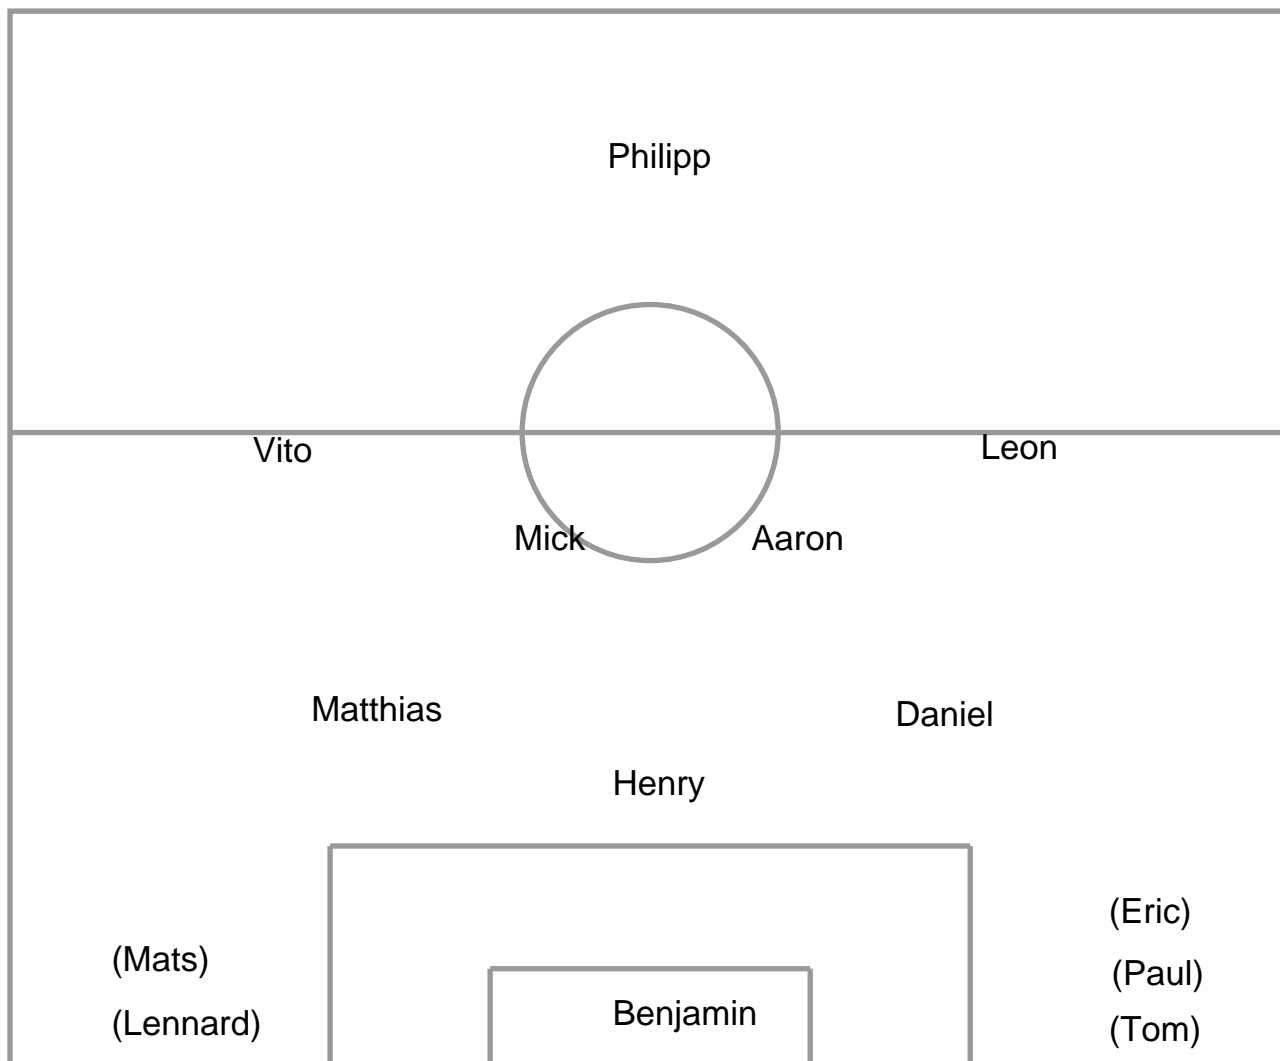 Philipp
Vito
Leon
Mick
Aaron
Matthias
Daniel
Henry
(Eric)
(Mats)
(Paul)
(Lennard)
Benjamin
(Tom)